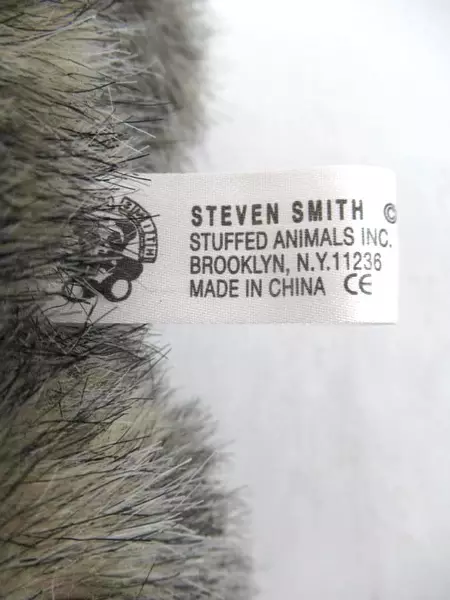 STEVEN SMITH ©
STUFFED ANIMALS INC.
BROOKLYN, N.Y.11236
MADE IN CHINA CE